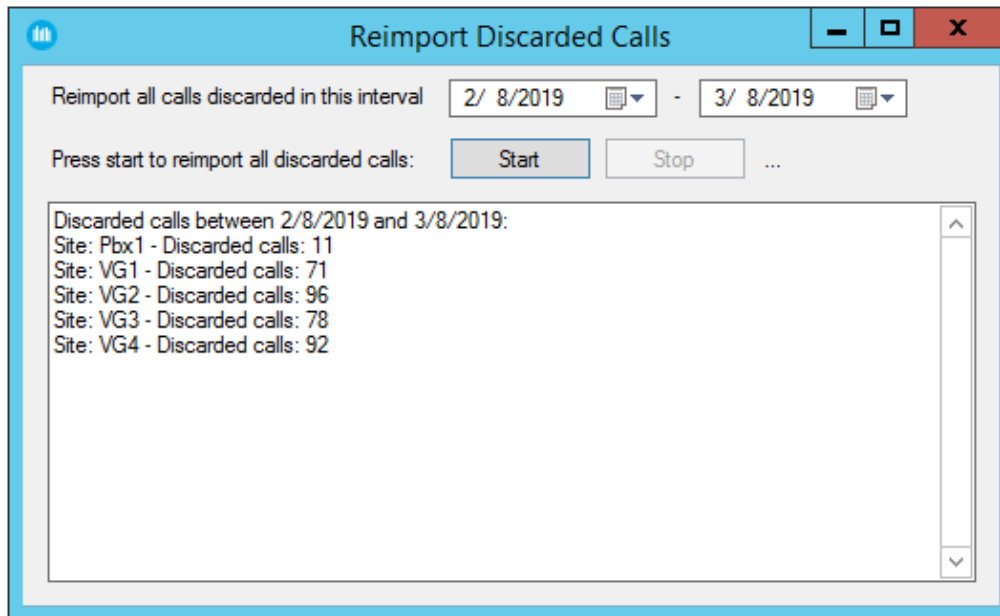 Reimport Discarded Calls
Reimport all calls discarded in this interval 2/ 8/2019 - 3/ 8/2019
Press start to reimport all discarded calls: Start Stop ...
Discarded calls between 2/8/2019 and 3/8/2019:
Site: Pbx1 - Discarded calls: 11
Site: VG1 - Discarded calls: 71
Site: VG2 - Discarded calls: 96
Site: VG3 - Discarded calls: 78
Site: VG4 - Discarded calls: 92